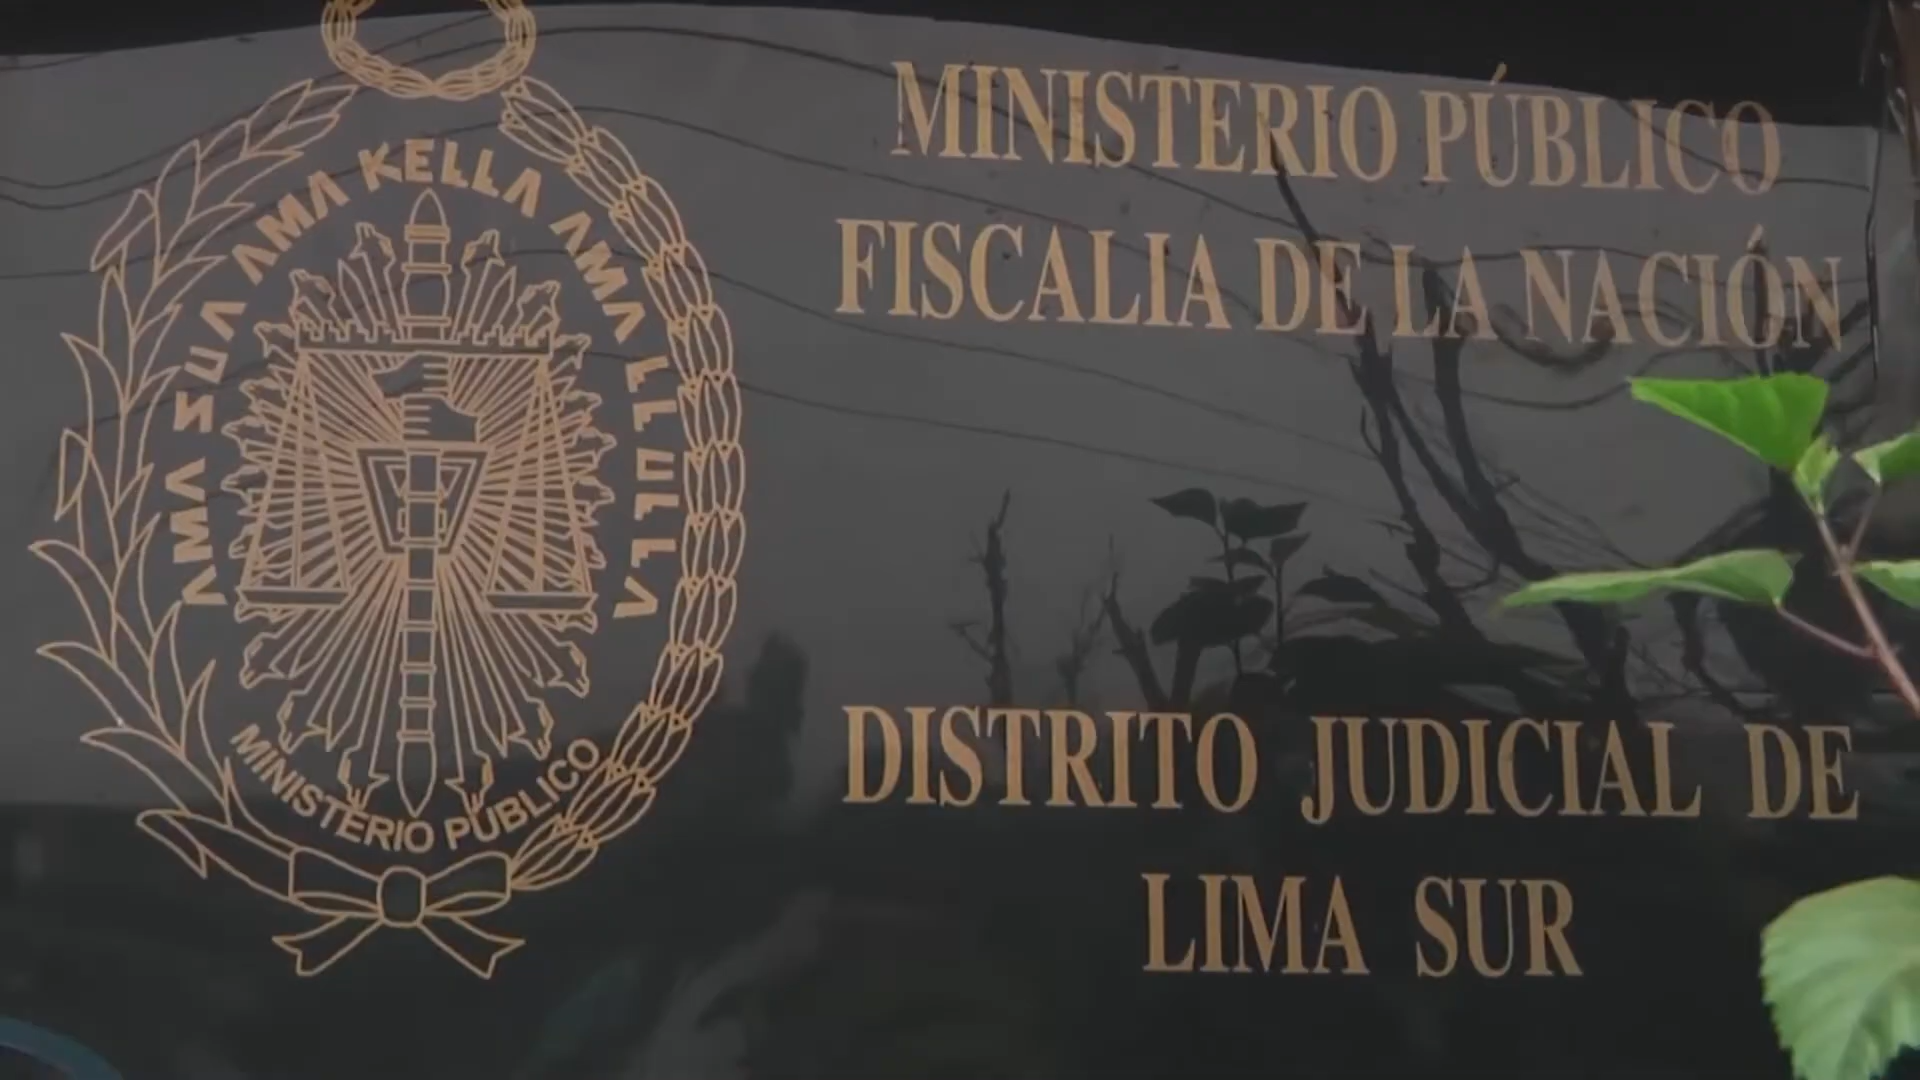 AMA SUA AMA KELLA AMA LLULLA
MINISTERIO PÚBLICO
MINISTERIO PÚBLICO
FISCALIA DE LA NACIÓN
DISTRITO JUDICIAL DE
LIMA SUR